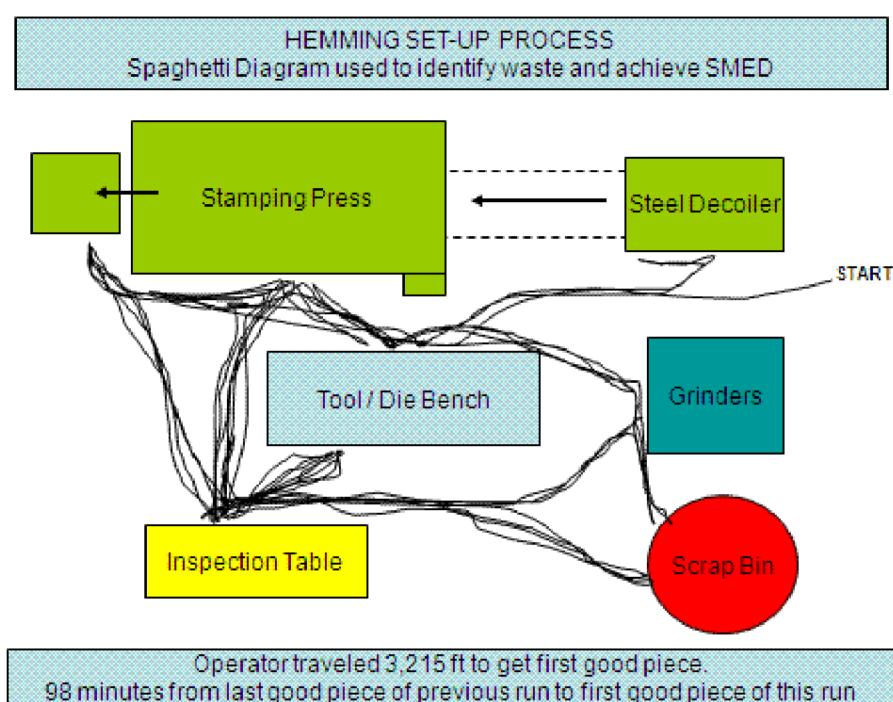 HEMMING SET-UP PROCESS
Spaghetti Diagram used to identify waste and achieve SMED
Stamping Press
Steel Decoiler
START
Tool / Die Bench
Grinders
Inspection Table
Scrap Bin
Operator traveled 3,215 ft to get first good piece.
98 minutes from last good piece of previous run to first good piece of this run